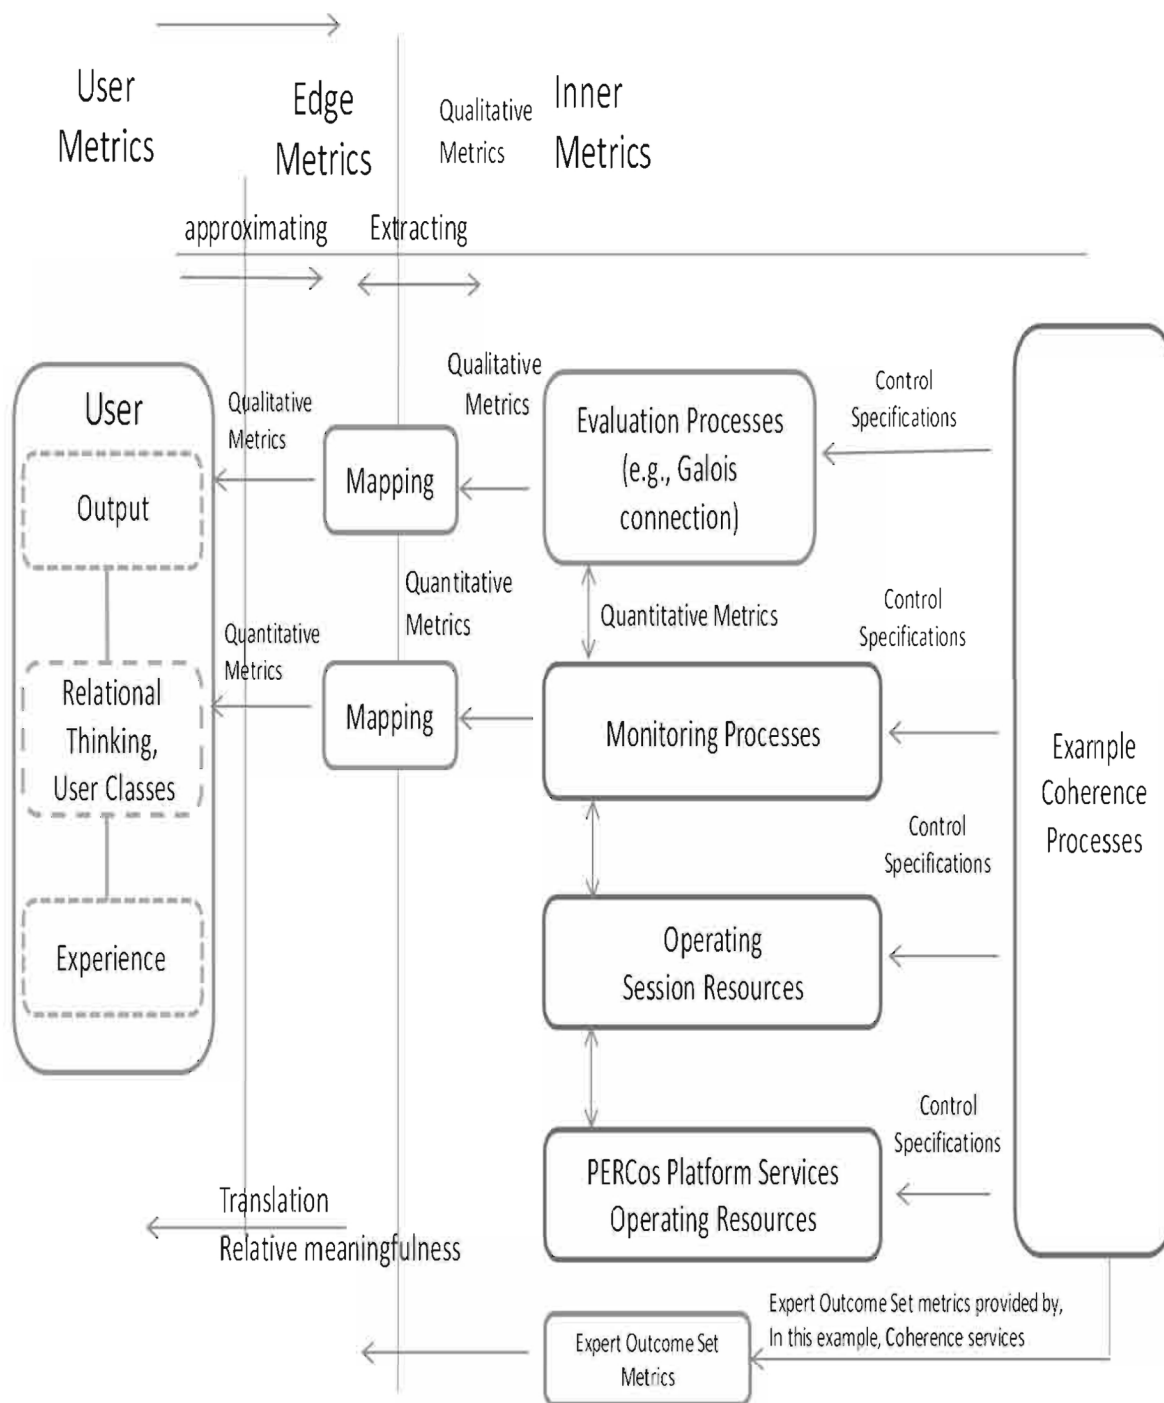 User
Metrics
Edge
Metrics
Qualitative
Metrics
Inner
Metrics
approximating
Extracting
User
Output
Relational
Thinking,
User Classes
Experience
Qualitative
Metrics
Mapping
Qualitative
Metrics
Evaluation Processes
(e.g., Galois
connection)
Control
Specifications
Quantitative
Metrics
Mapping
Quantitative
Metrics
Quantitative Metrics
Control
Specifications
Monitoring Processes
Control
Specifications
Operating
Session Resources
Example
Coherence
Processes
Control
Specifications
PERCos Platform Services
Operating Resources
Translation
Relative meaningfulness
Expert Outcome Set
Metrics
Expert Outcome Set metrics provided by,
In this example, Coherence services